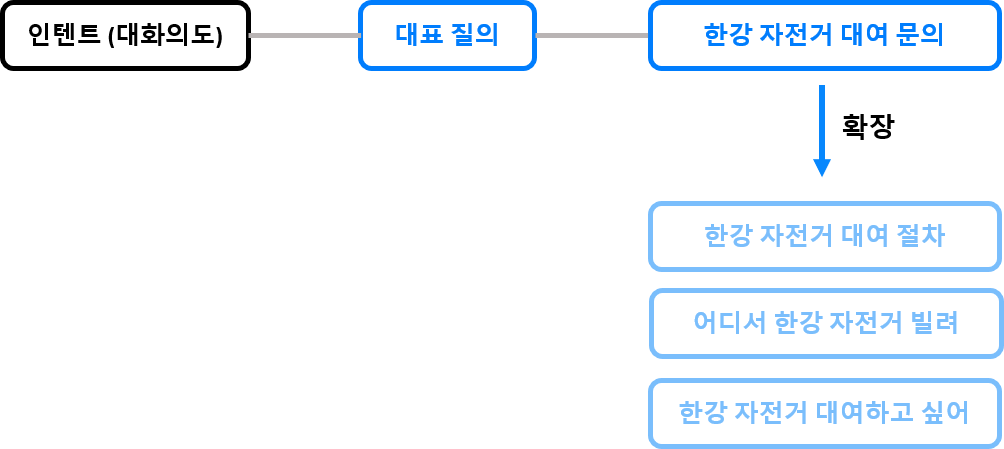 인텐트 (대화의도)
대표 질의
한강 자전거 대여 문의
확장
한강 자전거 대여 절차
어디서 한강 자전거 빌려
한강 자전거 대여하고 싶어